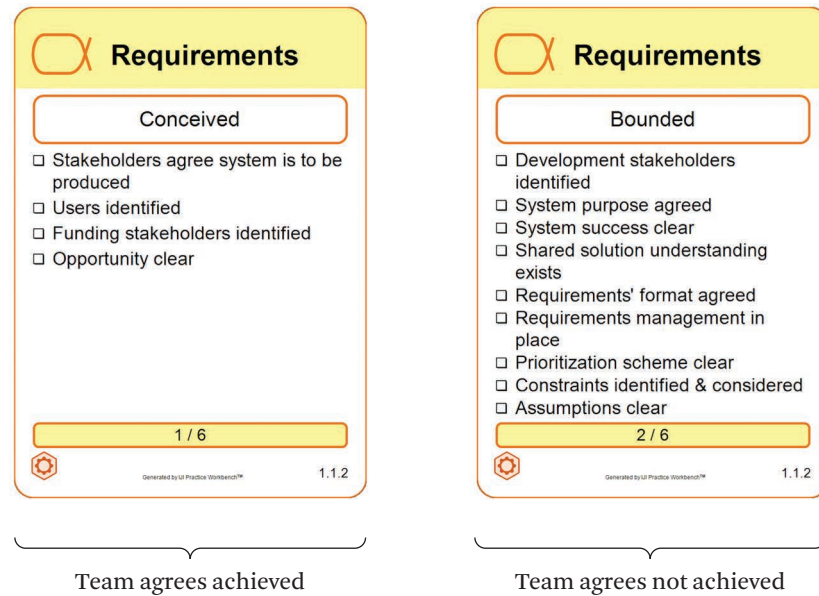 Requirements
Conceived
❑ Stakeholders agree system is to be
produced
❑ Users identified
❑ Funding stakeholders identified
❑ Opportunity clear
1 / 6
Generated by IJI Practice Workbench™
1.1.2
Team agrees achieved
Requirements
Bounded
❑ Development stakeholders
identified
❑ System purpose agreed
❑ System success clear
❑ Shared solution understanding
exists
❑ Requirements' format agreed
❑ Requirements management in
place
❑ Prioritization scheme clear
❑ Constraints identified & considered
❑ Assumptions clear
2 / 6
Generated by IJI Practice Workbench™
1.1.2
Team agrees not achieved